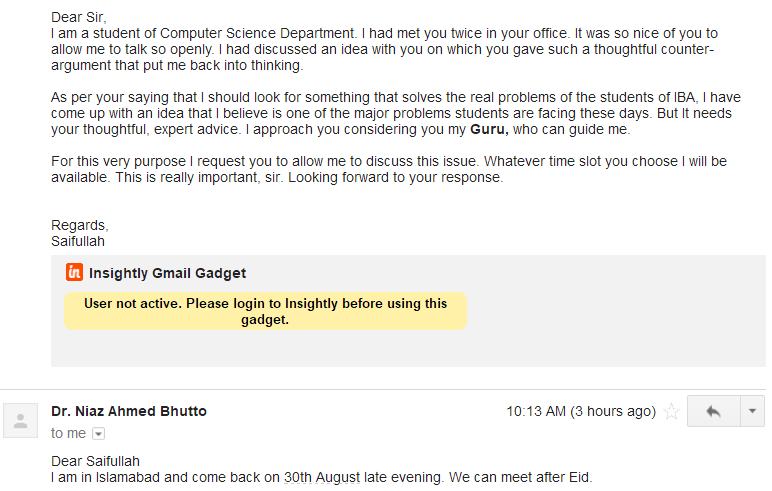 Dear Sir,
I am a student of Computer Science Department. I had met you twice in your office. It was so nice of you to
allow me to talk so openly. I had discussed an idea with you on which you gave such a thoughtful counter-
argument that put me back into thinking.
As per your saying that I should look for something that solves the real problems of the students of IBA, I have
come up with an idea that I believe is one of the major problems students are facing these days. But It needs
your thoughtful, expert advice. I approach you considering you my Guru, who can guide me.
For this very purpose I request you to allow me to discuss this issue. Whatever time slot you choose I will be
available. This is really important, sir. Looking forward to your response.
Regards,
Saifullah
in Insightly Gmail Gadget
User not active. Please login to Insightly before using this
gadget.
Dr. Niaz Ahmed Bhutto 10:13 AM (3 hours ago)
to me
Dear Saifullah
I am in Islamabad and come back on 30th August late evening. We can meet after Eid.